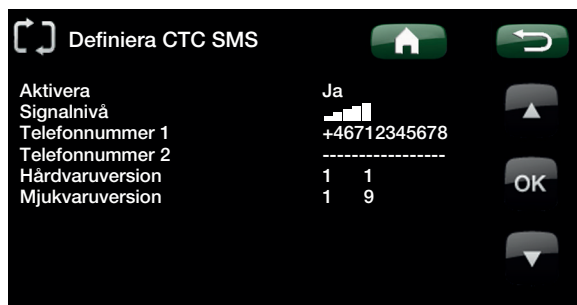 Definiera CTC SMS
Aktivera Ja
Signalnivå
Telefonnummer 1 +46712345678
Telefonnummer 2 -----------------
Hårdvaruversion 1 1
Mjukvaruversion 1 9
OK